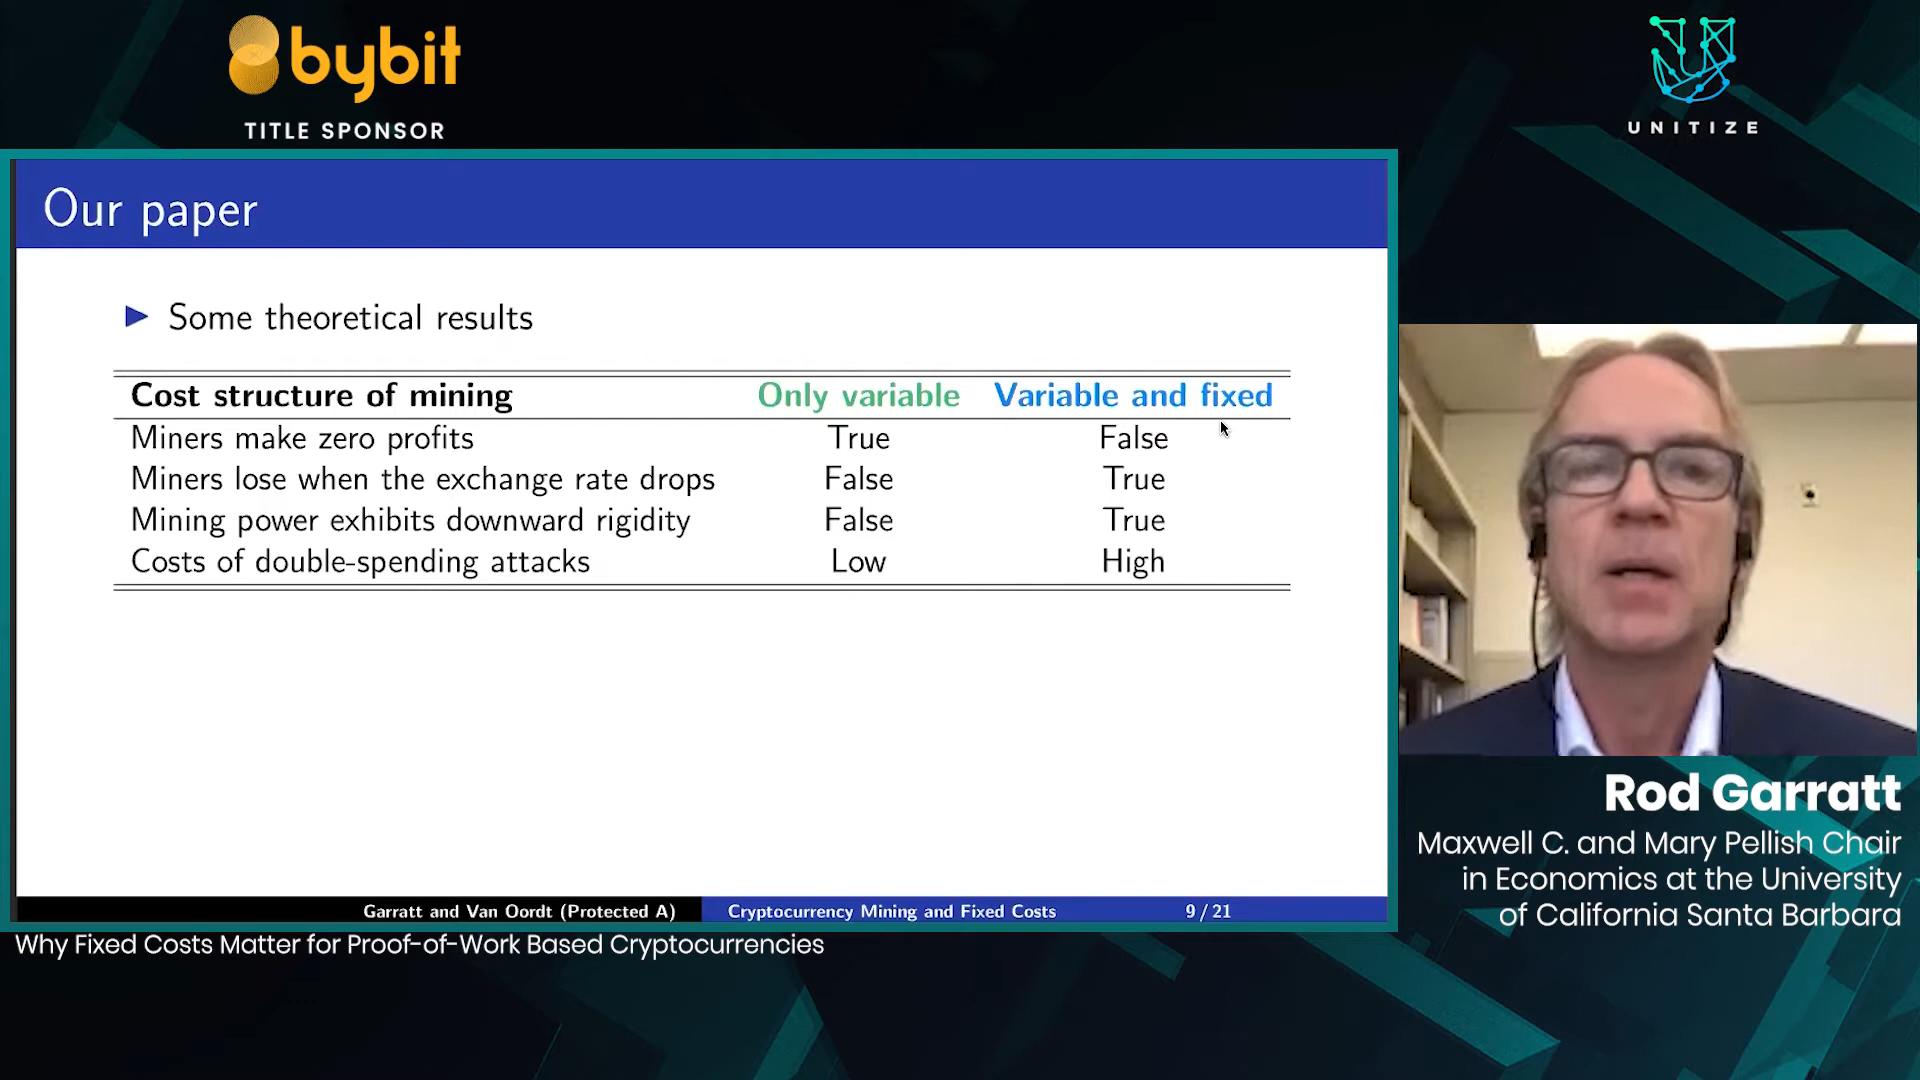 bybit
TITLE SPONSOR
UNITIZE
Our paper
Some theoretical results
Cost structure of mining Only variable Variable and fixed
Miners make zero profits True False
Miners lose when the exchange rate drops False True
Mining power exhibits downward rigidity False True
Costs of double-spending attacks Low High
Garratt and Van Oordt (Protected A) Cryptocurrency Mining and Fixed Costs 9 / 21
Rod Garratt
Maxwell C. and Mary Pellish Chair
in Economics at the University
of California Santa Barbara
Why Fixed Costs Matter for Proof-of-Work Based Cryptocurrencies